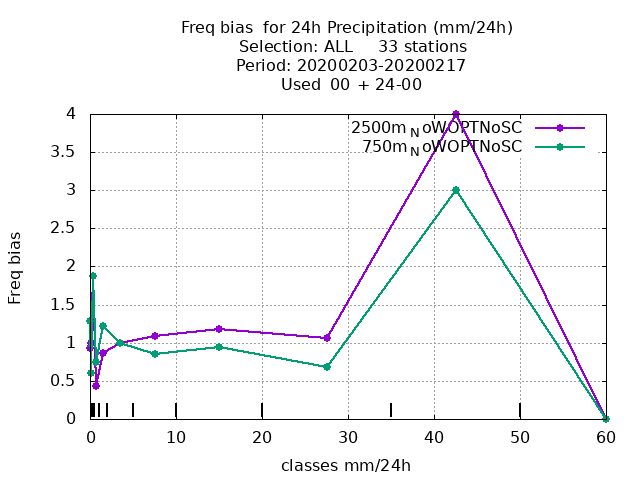 Freq bias  for 24h Precipitation (mm/24h)
Selection: ALL     33 stations
Period: 20200203-20200217
Used  00 + 24-00
2500m_NoWOPTNoSC
750m_NoWOPTNoSC
4
3.5
3
2.5
2
1.5
1
0.5
0
Freq bias
0 10 20 30 40 50 60
classes mm/24h